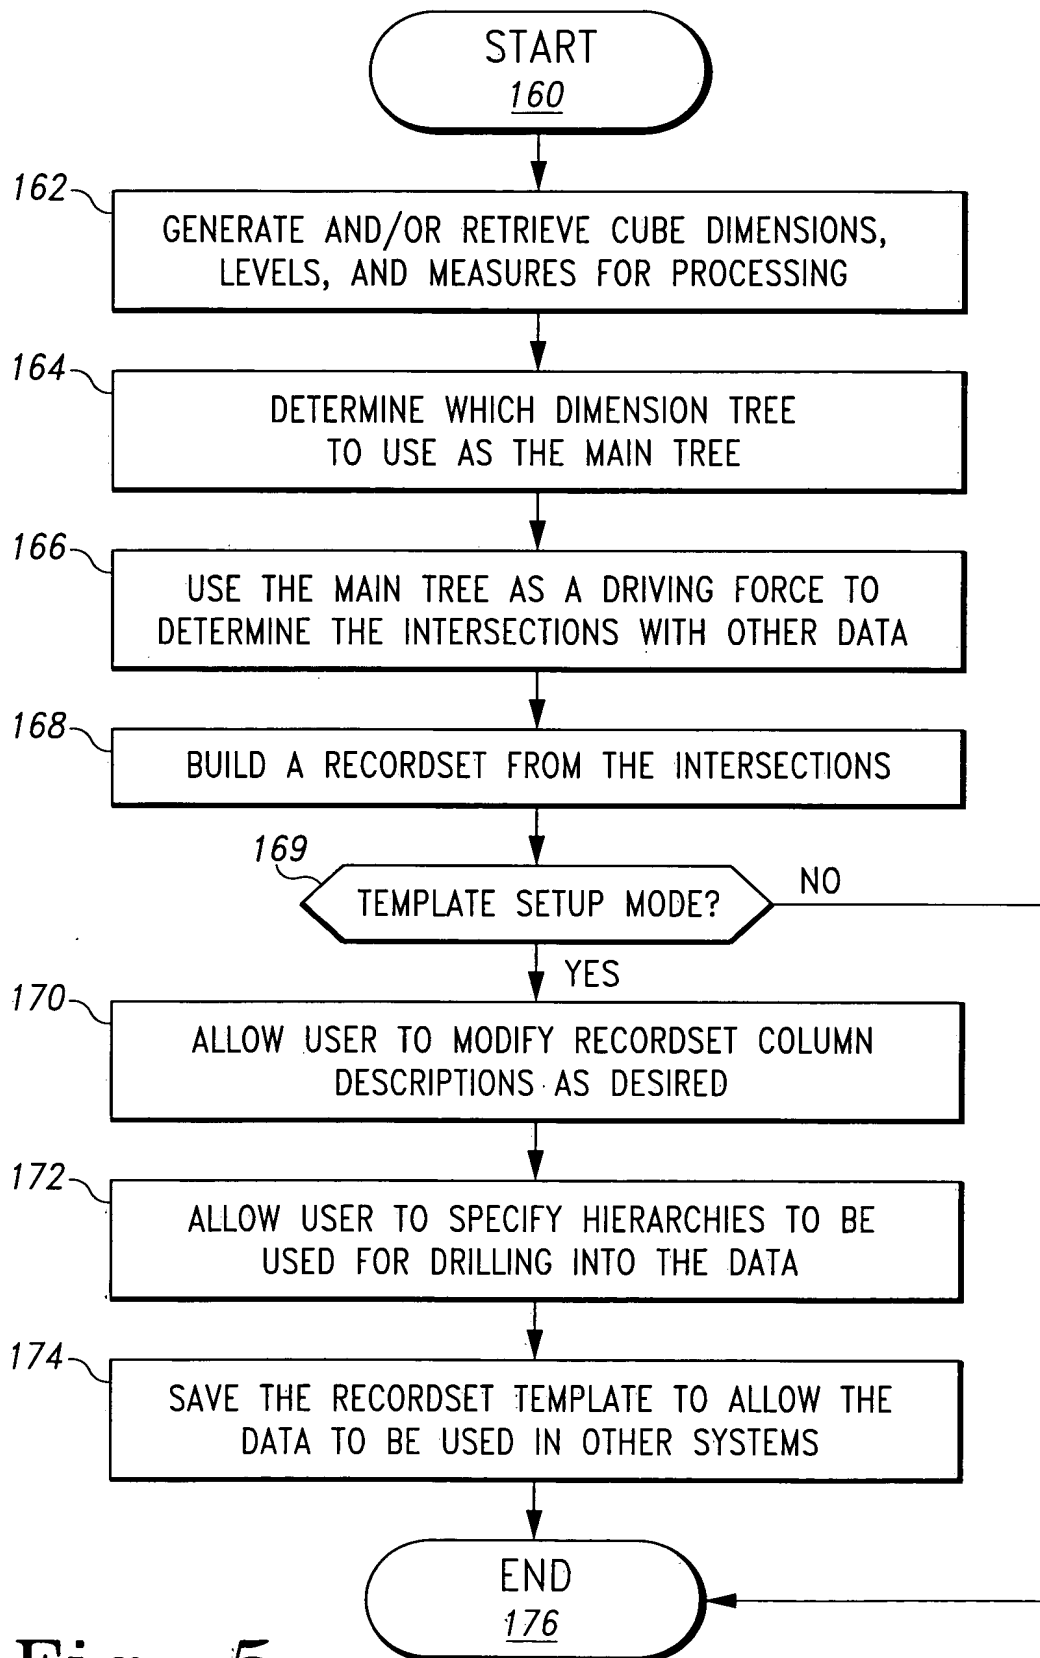 START
160
162
GENERATE AND/OR RETRIEVE CUBE DIMENSIONS,
LEVELS, AND MEASURES FOR PROCESSING
164
DETERMINE WHICH DIMENSION TREE
TO USE AS THE MAIN TREE
166
USE THE MAIN TREE AS A DRIVING FORCE TO
DETERMINE THE INTERSECTIONS WITH OTHER DATA
168
BUILD A RECORDSET FROM THE INTERSECTIONS
169
TEMPLATE SETUP MODE?
NO
YES
170
ALLOW USER TO MODIFY RECORDSET COLUMN
DESCRIPTIONS AS DESIRED
172
ALLOW USER TO SPECIFY HIERARCHIES TO BE
USED FOR DRILLING INTO THE DATA
174
SAVE THE RECORDSET TEMPLATE TO ALLOW THE
DATA TO BE USED IN OTHER SYSTEMS
END
176
Fig. 5